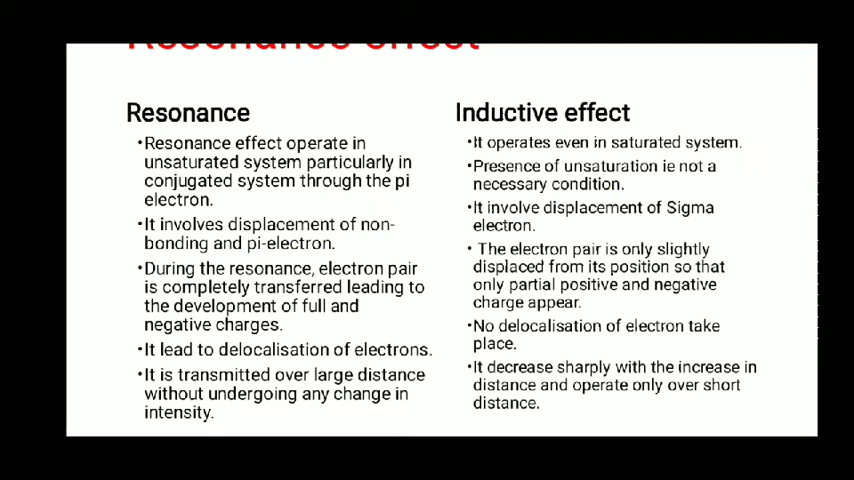 Resonance effect
Resonance
•Resonance effect operate in
unsaturated system particularly in
conjugated system through the pi
electron.
•It involves displacement of non-
bonding and pi-electron.
•During the resonance, electron pair
is completely transferred leading to
the development of full and
negative charges.
•It lead to delocalisation of electrons.
•It is transmitted over large distance
without undergoing any change in
intensity.
Inductive effect
•It operates even in saturated system.
•Presence of unsaturation ie not a
necessary condition.
•It involve displacement of Sigma
electron.
• The electron pair is only slightly
displaced from its position so that
only partial positive and negative
charge appear.
•No delocalisation of electron take
place.
•It decrease sharply with the increase in
distance and operate only over short
distance.